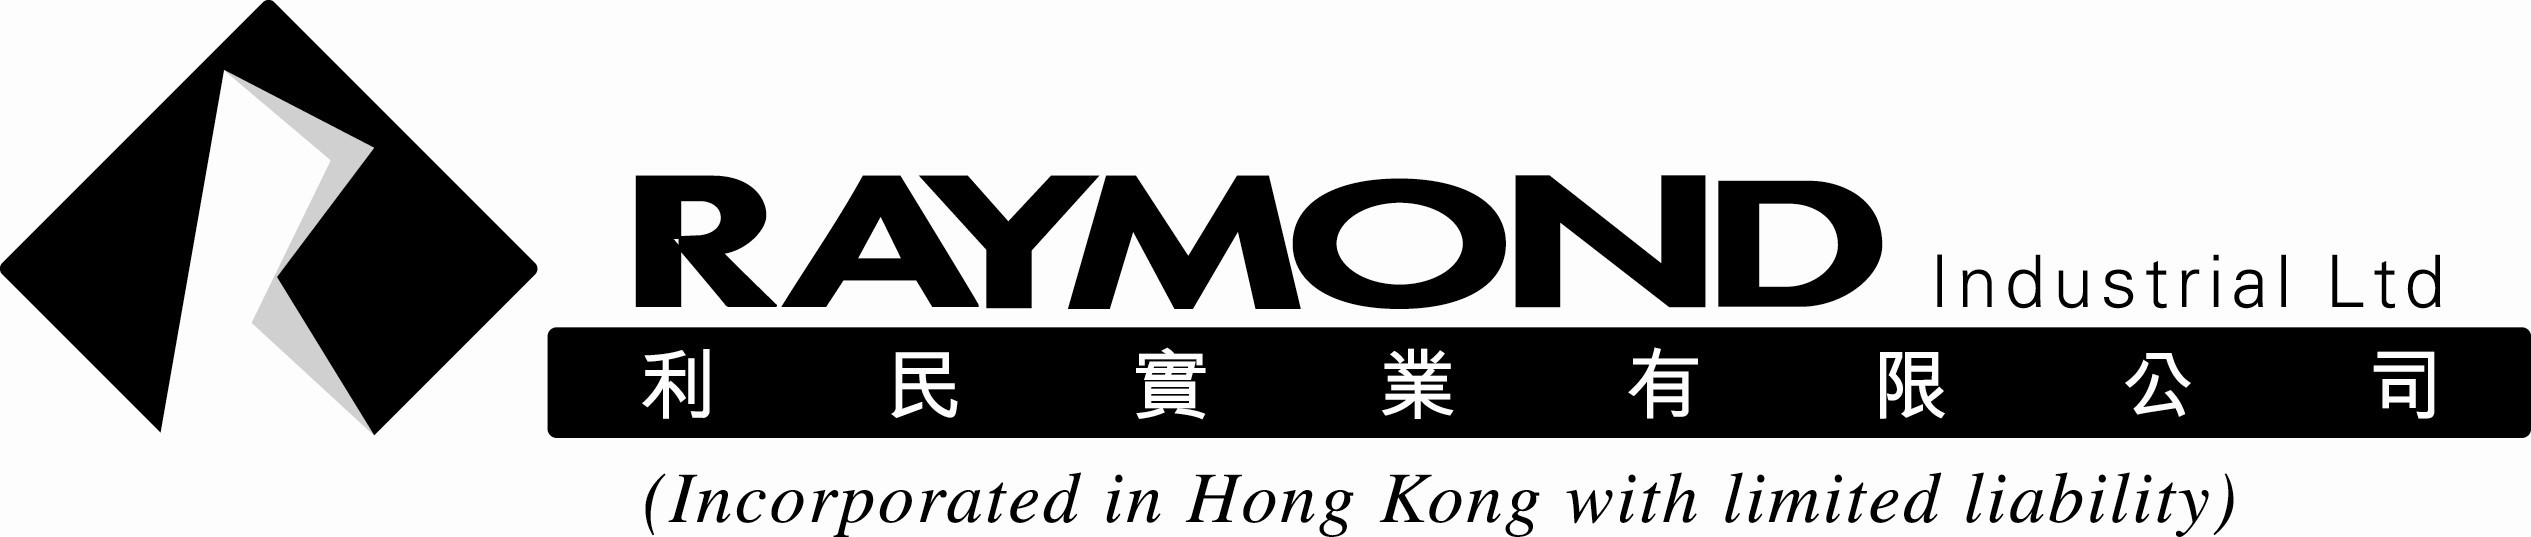 RAYMOND Industrial Ltd
利民實業有限公司
(Incorporated in Hong Kong with limited liability)